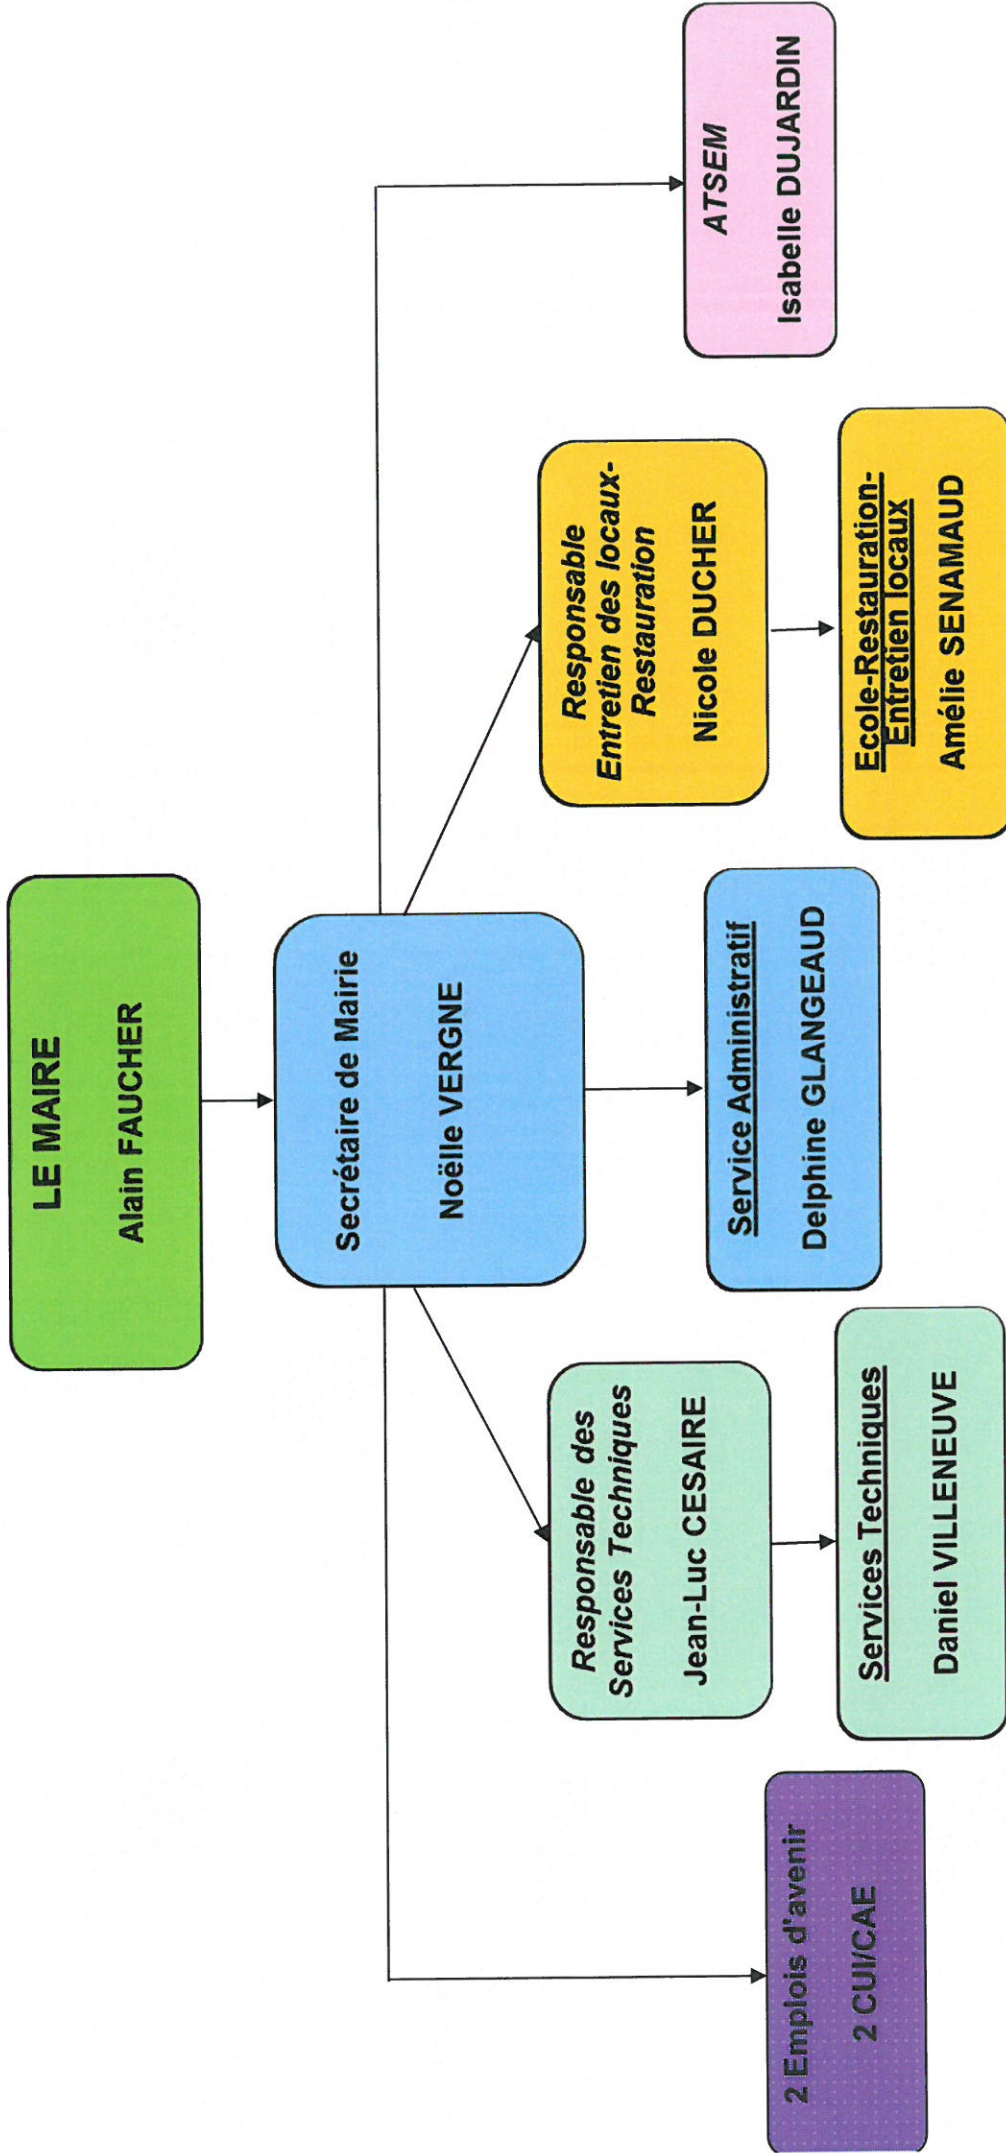 LE MAIRE
Alain FAUCHER
Secrétaire de Mairie
Noëlle VERGNE
2 Emplois d'avenir
2 CUI/CAE
Responsable des
Services Techniques
Jean-Luc CESAIRE
Services Techniques
Daniel VILLENEUVE
Service Administratif
Delphine GLANGEAUD
Responsable
Entretien des locaux-
Restauration
Nicole DUCHER
Ecole-Restauration-
Entretien locaux
Amélie SENAMAUD
ATSEM
Isabelle DUJARDIN